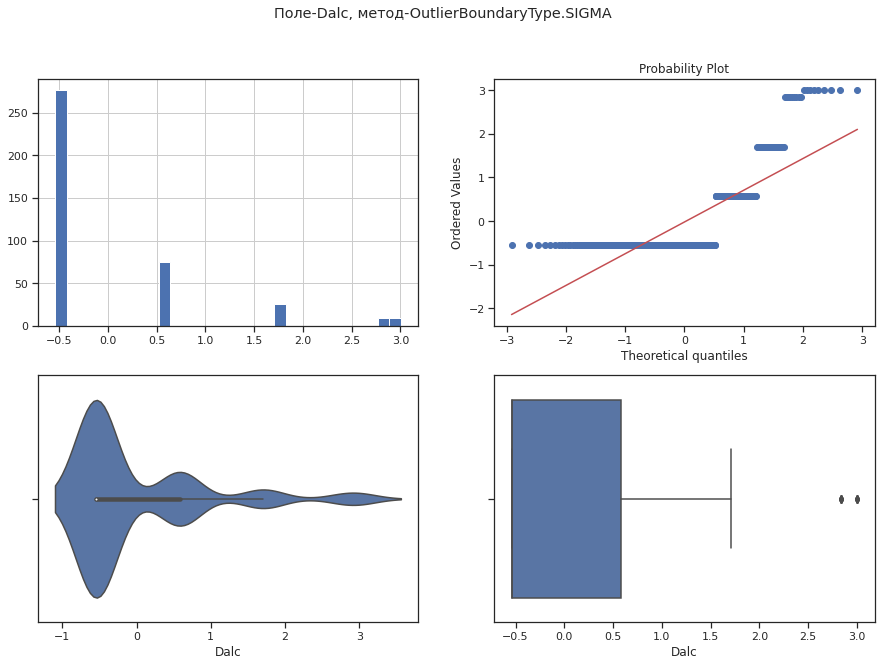 Поле-Dalc, метод-OutlierBoundaryType.SIGMA
250
200
150
100
50
0
−0.5 0.0 0.5 1.0 1.5 2.0 2.5 3.0
Probability Plot
Ordered Values
3
2
1
0
−1
−2
−3 −2 −1 0 1 2 3
Theoretical quantiles
−1 0 1 2 3
Dalc
−0.5 0.0 0.5 1.0 1.5 2.0 2.5 3.0
Dalc